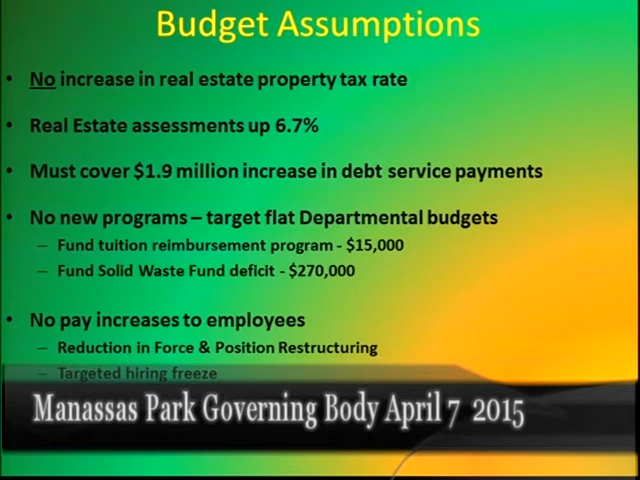 Budget Assumptions
• No increase in real estate property tax rate
• Real Estate assessments up 6.7%
• Must cover $1.9 million increase in debt service payments
• No new programs – target flat Departmental budgets
– Fund tuition reimbursement program - $15,000
– Fund Solid Waste Fund deficit - $270,000
• No pay increases to employees
– Reduction in Force & Position Restructuring
– Targeted hiring freeze
Manassas Park Governing Body April 7 2015